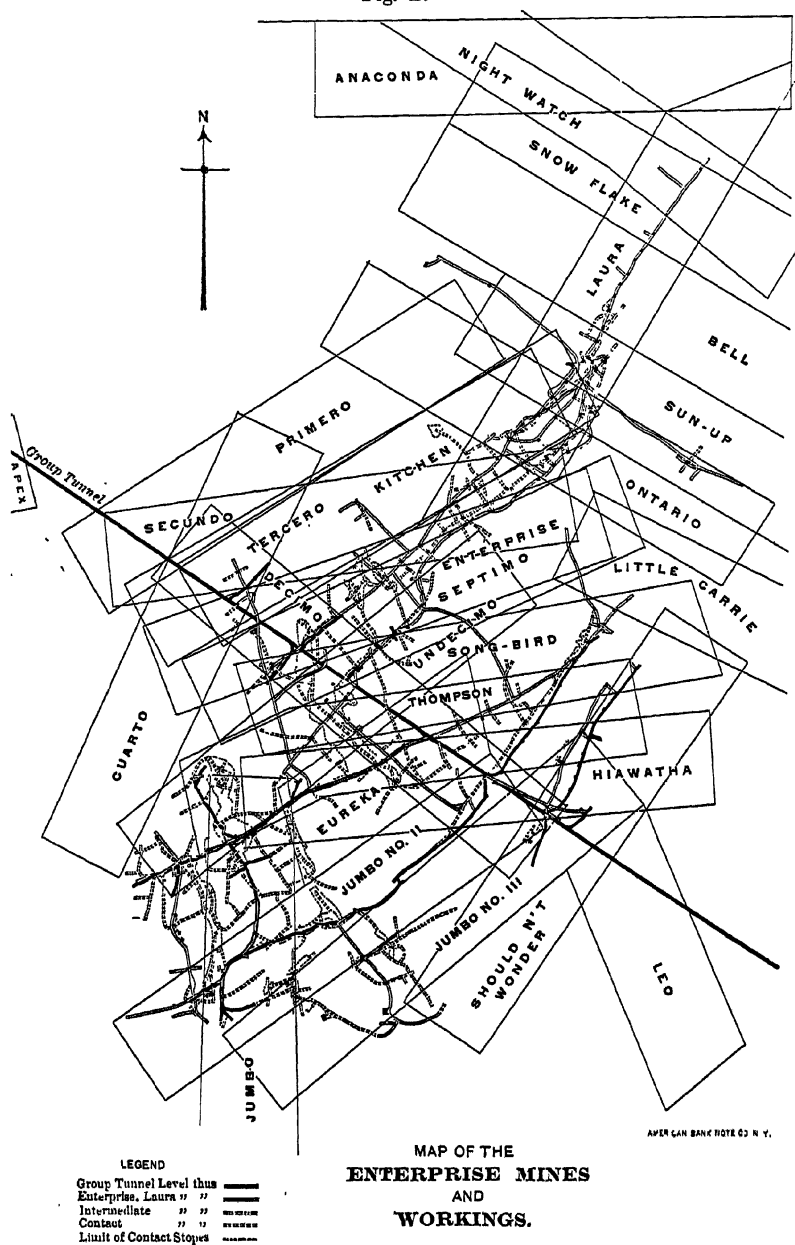 ANACONDA
NIGHT WATCH
SNOW FLAKE
N
LAURA
BELL
SUN-UP
PRIMERO
KITCHEN
Group Tunnel
APEX
SECUNDO
TERCERO
ONTARIO
ENTERPRISE
SEPTIMO
LITTLE CARRIE
DECIMO
UNDECIMO
SONG-BIRD
THOMPSON
CUARTO
HIAWATHA
EUREKA
JUMBO NO. II
JUMBO NO. III
SHOULD N'T
WONDER
LEO
JUMBO
AMERICAN BANK NOTE CO N Y.
LEGEND
Group Tunnel Level thus
Enterprise, Laura " "
Intermediate " "
Contact " "
Limit of Contact Stopes
MAP OF THE
ENTERPRISE MINES
AND
WORKINGS.